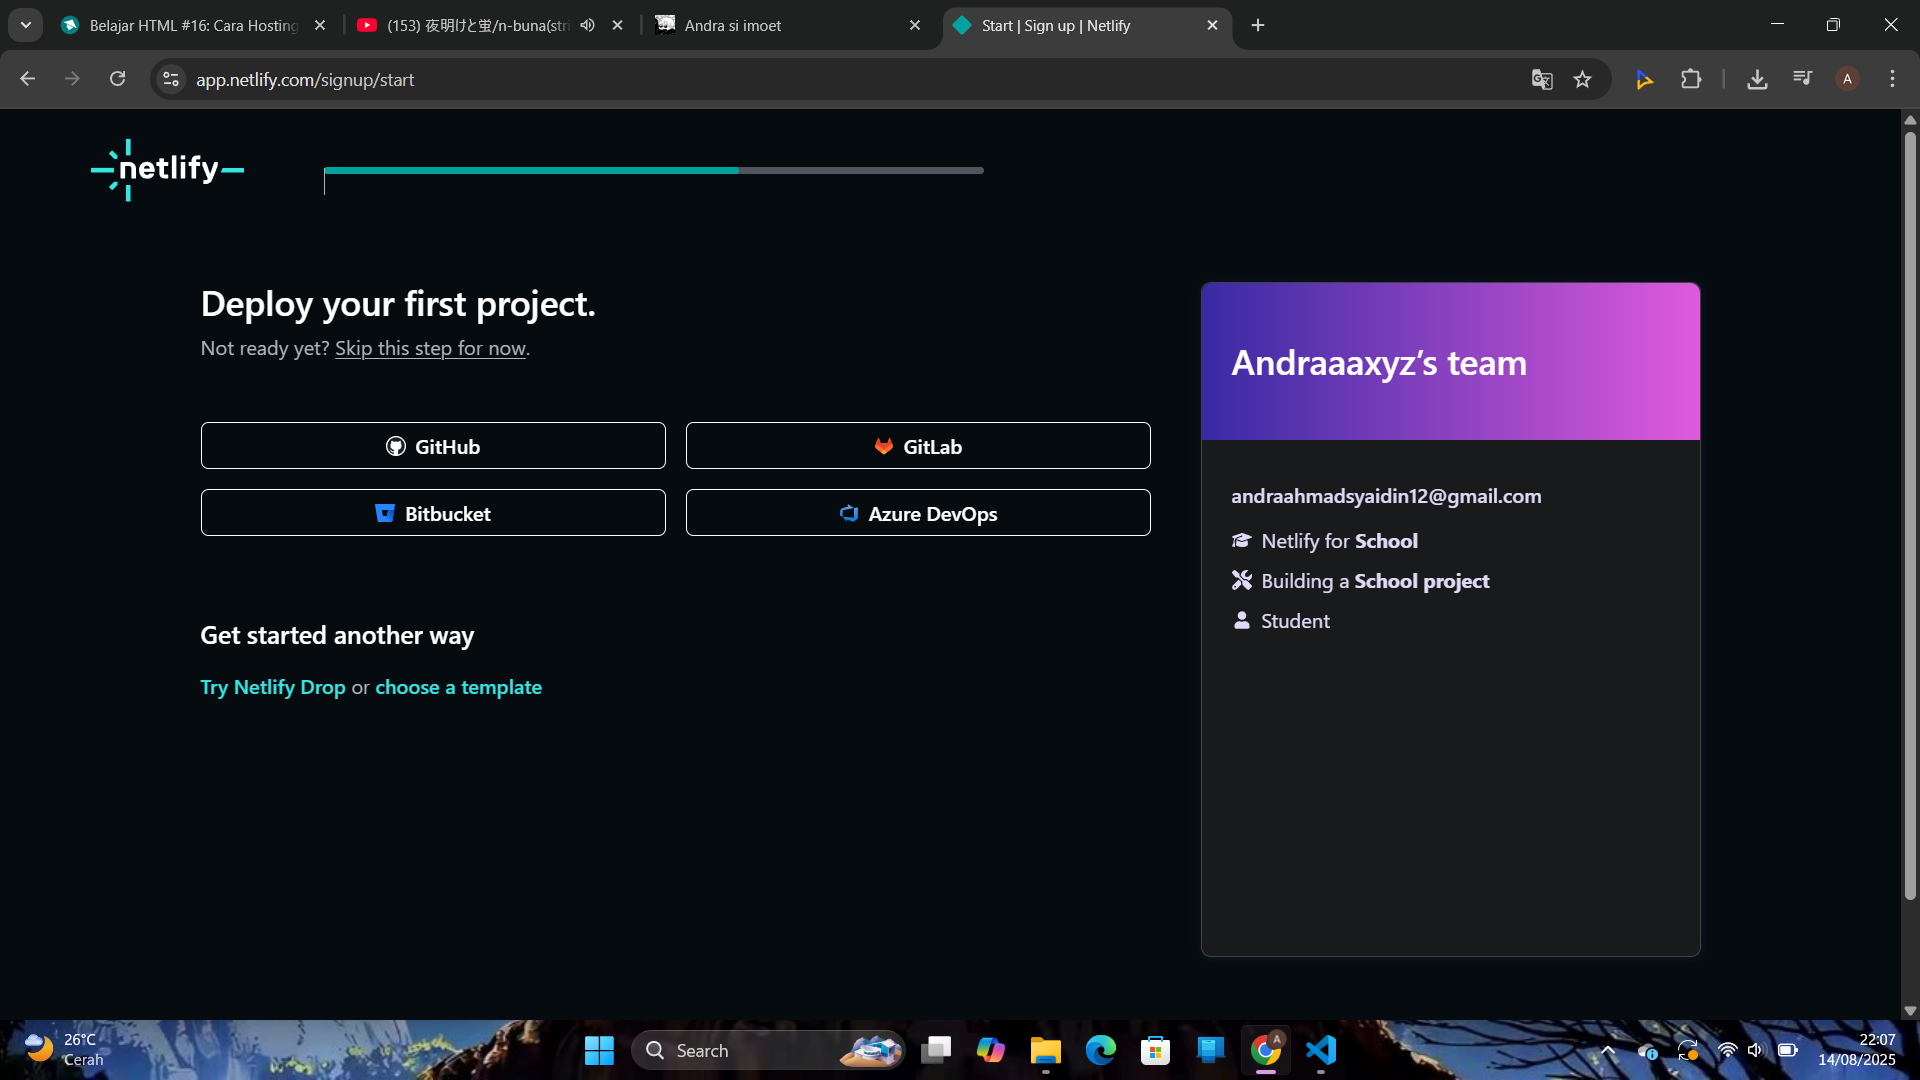 Belajar HTML #16: Cara Hosting
(153) 夜明けと蛍/n-buna(stri
Andra si imoet
Start | Sign up | Netlify
app.netlify.com/signup/start
A
netlify
Deploy your first project.
Not ready yet? Skip this step for now.
GitHub
GitLab
Bitbucket
Azure DevOps
Get started another way
Try Netlify Drop or choose a template
Andraaaxyz’s team
andraahmadsyaidin12@gmail.com
Netlify for School
Building a School project
Student
26°C
Cerah
Search
A
22:07
14/08/2025